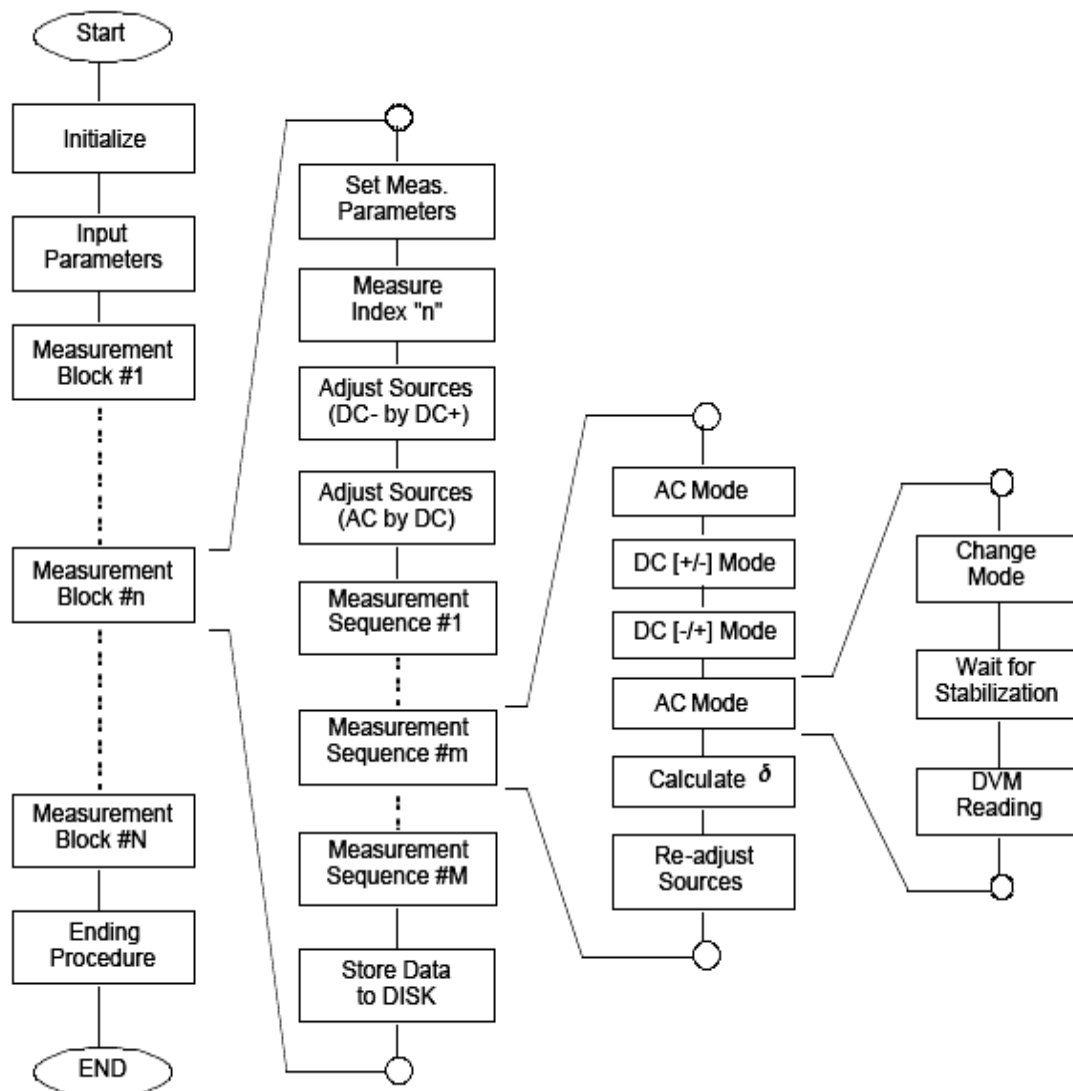 Start
Initialize
Input
Parameters
Measurement
Block #1
Measurement
Block #n
Measurement
Block #N
Ending
Procedure
END
Set Meas.
Parameters
Measure
Index "n"
Adjust Sources
(DC- by DC+)
Adjust Sources
(AC by DC)
Measurement
Sequence #1
Measurement
Sequence #m
Measurement
Sequence #M
Store Data
to DISK
AC Mode
DC [+/-] Mode
DC [-/+] Mode
AC Mode
Calculate δ
Re-adjust
Sources
Change
Mode
Wait for
Stabilization
DVM
Reading